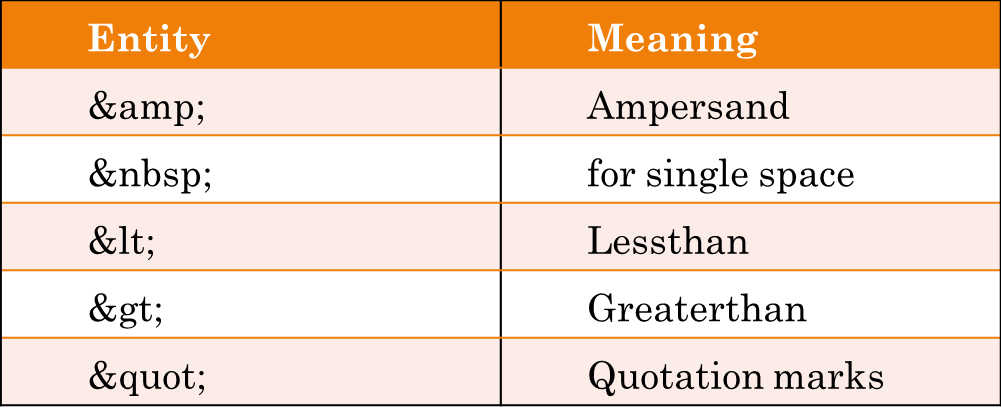 Entity Meaning
&amp; Ampersand
&nbsp; for single space
&lt; Lessthan
&gt; Greaterthan
&quot; Quotation marks